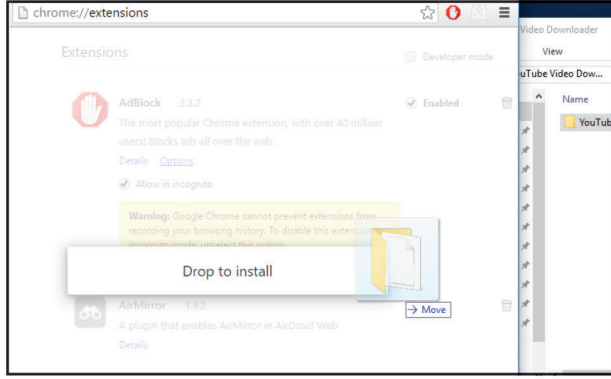 chrome://extensions
Extensions
Developer mode
AdBlock 3.3.2
Enabled
The most popular Chrome extension, with over 40 million
users! Blocks ads all over the web.
Details Options
Allow in incognito
Warning: Google Chrome cannot prevent extensions from
recording your browsing history. To disable this extension
incognito mode, unselect this option.
Drop to install
→ Move
AirMirror 1.9.2
A plugin that enables AirMirror in AirDroid Web
Details
Video Downloader
View
uTube Video Dow...
Name
YouTub